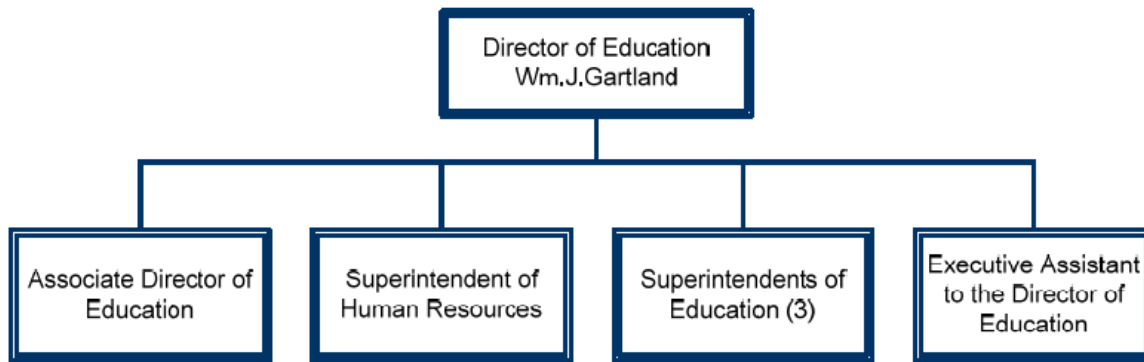 Director of Education
Wm.J.Gartland
Associate Director of
Education
Superintendent of
Human Resources
Superintendents of
Education (3)
Executive Assistant
to the Director of
Education